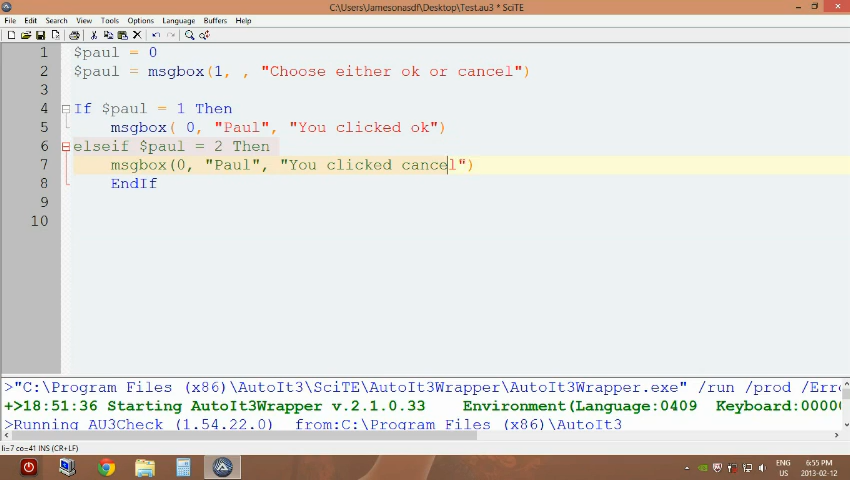 C:\Users\Jamesonasdf\Desktop\Test.au3 * SciTE
File Edit Search View Tools Options Language Buffers Help
1 $paul = 0
2 $paul = msgbox(1, , "Choose either ok or cancel")
3
4 If $paul = 1 Then
5 msgbox( 0, "Paul", "You clicked ok")
6 elseif $paul = 2 Then
7 msgbox(0, "Paul", "You clicked cancel")
8 EndIf
9
10
>"C:\Program Files (x86)\AutoIt3\SciTE\AutoIt3Wrapper\AutoIt3Wrapper.exe" /run /prod /Erro
+>18:51:36 Starting AutoIt3Wrapper v.2.1.0.33 Environment(Language:0409 Keyboard:00000
>Running AU3Check (1.54.22.0) from:C:\Program Files (x86)\AutoIt3
li=7 co=41 INS (CR+LF)
ENG 6:55 PM
US 2013-02-12